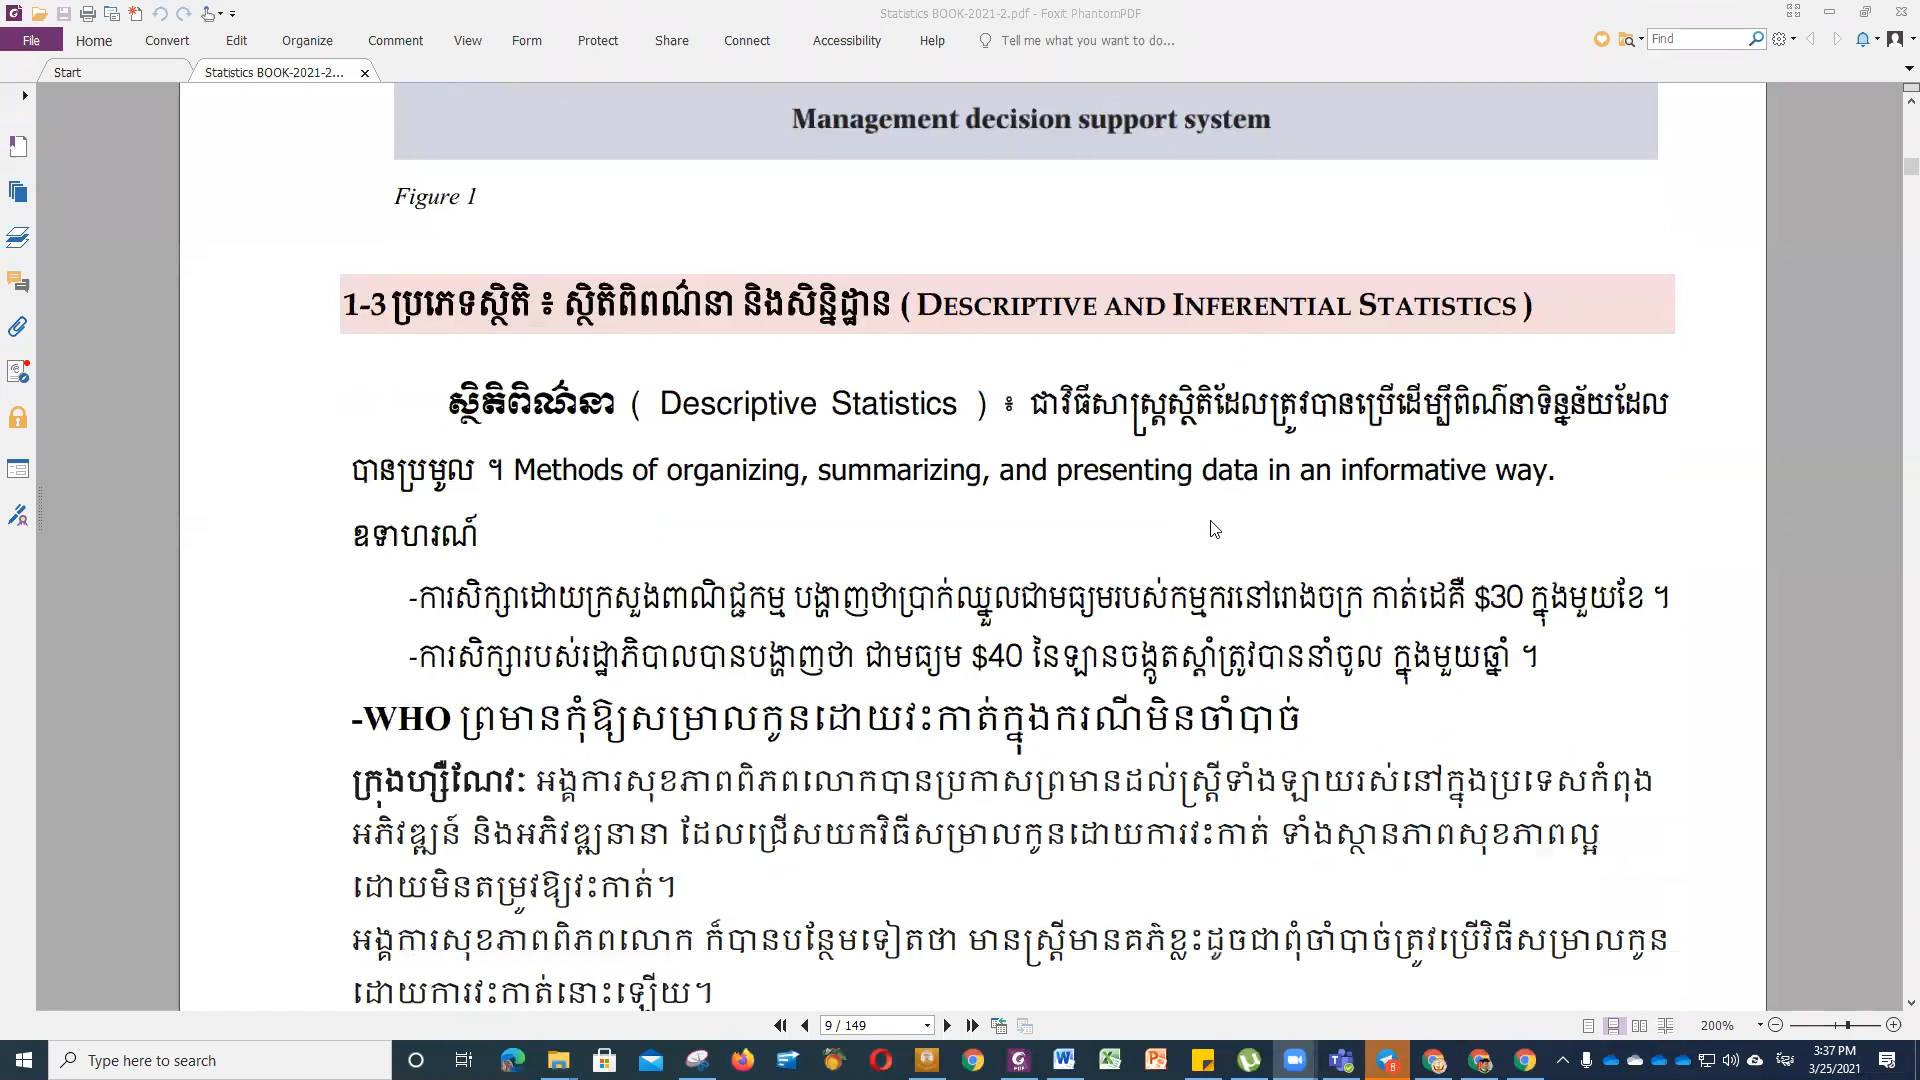 Statistics BOOK-2021-2.pdf - Foxit PhantomPDF
File Home Convert Edit Organize Comment View Form Protect Share Connect Accessibility Help Tell me what you want to do... Find
Start Statistics BOOK-2021-2...
Management decision support system
Figure 1
1-3 ប្រភេទស្ថិតិ ៖ ស្ថិតិពិពណ៌នា និងសិន្និដ្ឋាន ( DESCRIPTIVE AND INFERENTIAL STATISTICS )
ស្ថិតិពិណ៌នា ( Descriptive Statistics ) ៖ ជាវិធីសាស្ត្រស្ថិតិដែលត្រូវបានប្រើដើម្បីពិណ៌នាទិន្នន័យដែល
បានប្រមូល ។ Methods of organizing, summarizing, and presenting data in an informative way.
ឧទាហរណ៍
-ការសិក្សាដោយក្រសួងពាណិជ្ជកម្ម បង្ហាញថាប្រាក់ឈ្នួលជាមធ្យមរបស់កម្មករនៅរោងចក្រ កាត់ដេគឺ $30 ក្នុងមួយខែ ។
-ការសិក្សារបស់រដ្ឋាភិបាលបានបង្ហាញថា ជាមធ្យម $40 នៃឡានចង្កូតស្តាំត្រូវបាននាំចូល ក្នុងមួយឆ្នាំ ។
-WHO ព្រមានកុំឱ្យសម្រាលកូនដោយវះកាត់ក្នុងករណីមិនចាំបាច់
ក្រុងហ្សឺណែវៈ អង្គការសុខភាពពិភពលោកបានប្រកាសព្រមានដល់ស្ត្រីទាំងឡាយរស់នៅក្នុងប្រទេសកំពុង
អភិវឌ្ឍន៍ និងអភិវឌ្ឍនានា ដែលជ្រើសយកវិធីសម្រាលកូនដោយការវះកាត់ ទាំងស្ថានភាពសុខភាពល្អ
ដោយមិនតម្រូវឱ្យវះកាត់។
អង្គការសុខភាពពិភពលោក ក៏បានបន្ថែមទៀតថា មានស្ត្រីមានគភ៌ខ្លះដូចជាពុំចាំបាច់ត្រូវប្រើវិធីសម្រាលកូន
ដោយការវះកាត់នោះឡើយ។
9 / 149 200%
Type here to search 3:37 PM
3/25/2021